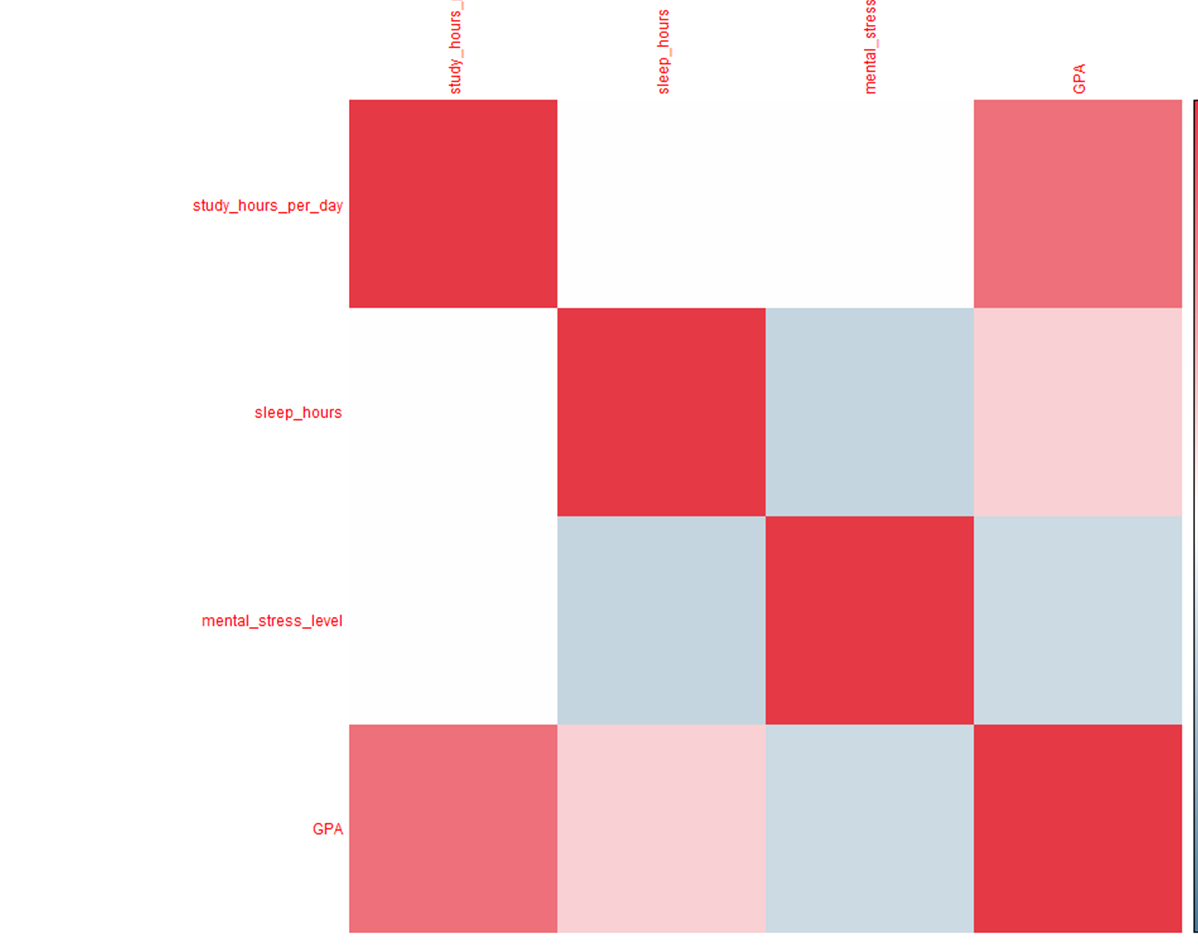 study_hours_
sleep_hours
mental_stress
GPA
study_hours_per_day
sleep_hours
mental_stress_level
GPA